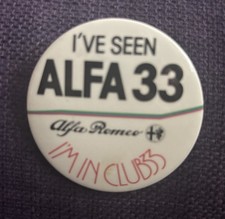 I'VE SEEN
ALFA 33
Alfa Romeo
I'M IN CLUB33